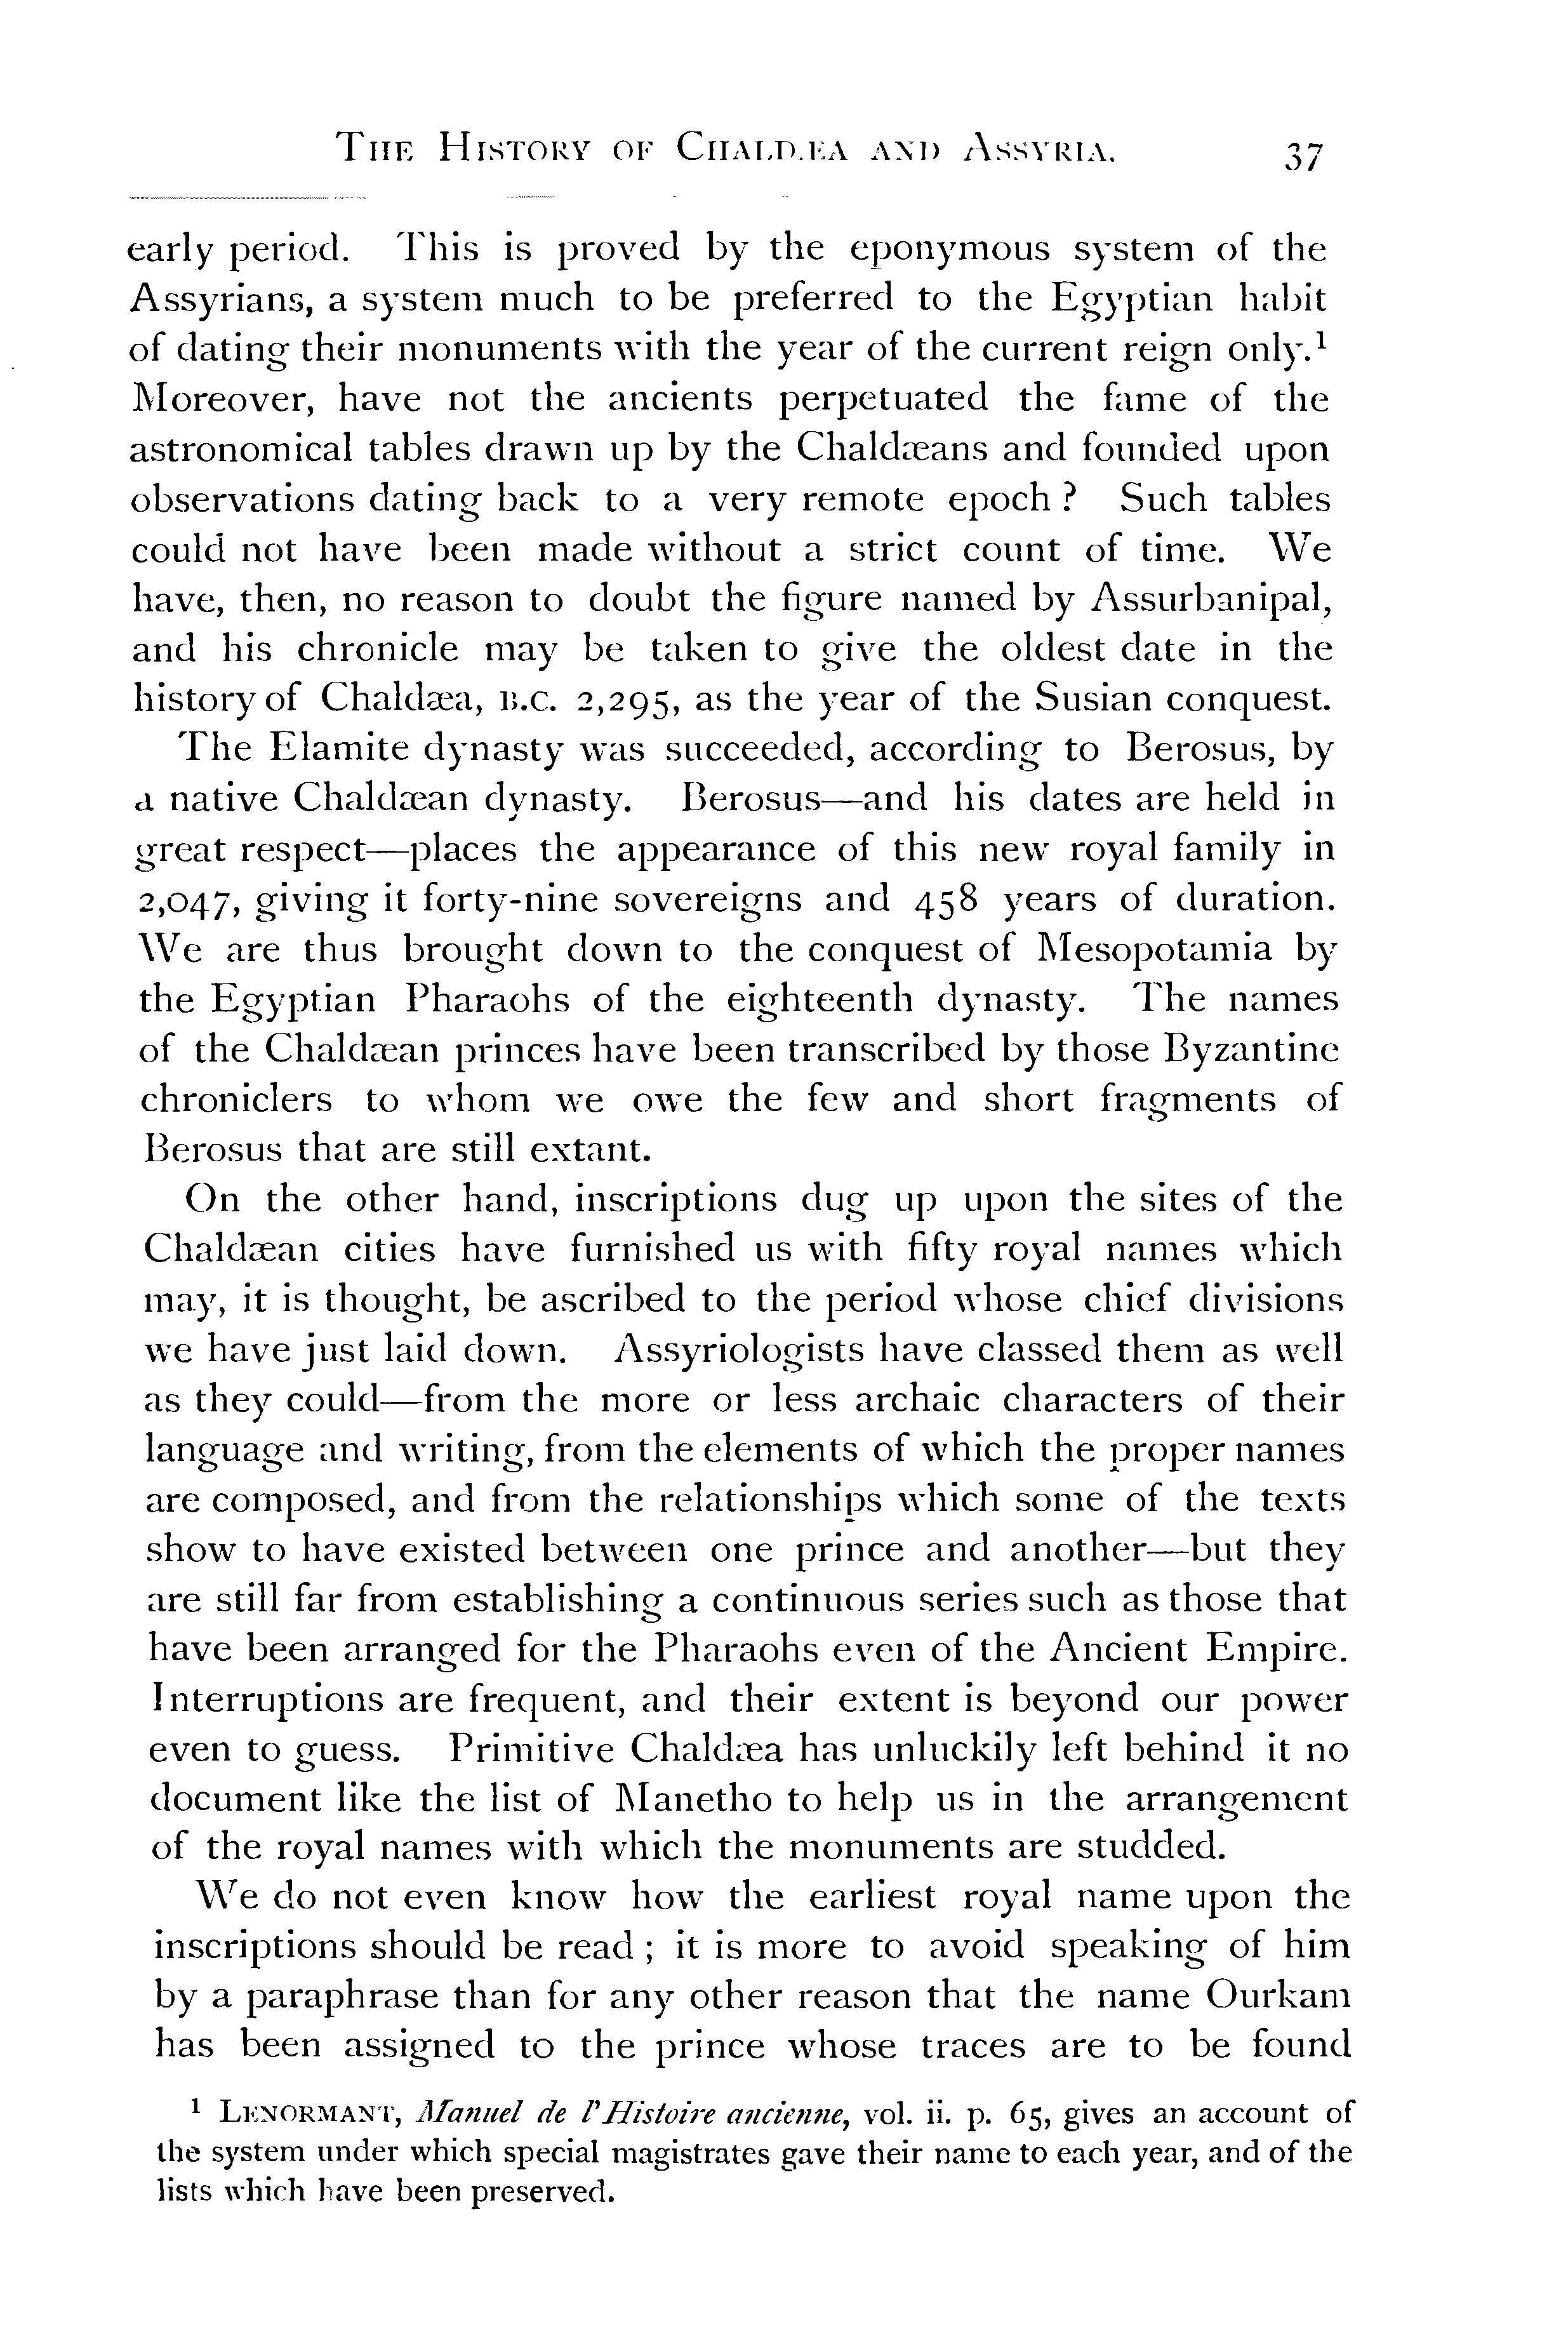 The History of Chaldæa and Assyria. 37
early period. This is proved by the eponymous system of the
Assyrians, a system much to be preferred to the Egyptian habit
of dating their monuments with the year of the current reign only.¹
Moreover, have not the ancients perpetuated the fame of the
astronomical tables drawn up by the Chaldæans and founded upon
observations dating back to a very remote epoch ? Such tables
could not have been made without a strict count of time. We
have, then, no reason to doubt the figure named by Assurbanipal,
and his chronicle may be taken to give the oldest date in the
history of Chaldæa, B.C. 2,295, as the year of the Susian conquest.
The Elamite dynasty was succeeded, according to Berosus, by
a native Chaldæan dynasty. Berosus—and his dates are held in
great respect—places the appearance of this new royal family in
2,047, giving it forty-nine sovereigns and 458 years of duration.
We are thus brought down to the conquest of Mesopotamia by
the Egyptian Pharaohs of the eighteenth dynasty. The names
of the Chaldæan princes have been transcribed by those Byzantine
chroniclers to whom we owe the few and short fragments of
Berosus that are still extant.
On the other hand, inscriptions dug up upon the sites of the
Chaldæan cities have furnished us with fifty royal names which
may, it is thought, be ascribed to the period whose chief divisions
we have just laid down. Assyriologists have classed them as well
as they could—from the more or less archaic characters of their
language and writing, from the elements of which the proper names
are composed, and from the relationships which some of the texts
show to have existed between one prince and another—but they
are still far from establishing a continuous series such as those that
have been arranged for the Pharaohs even of the Ancient Empire.
Interruptions are frequent, and their extent is beyond our power
even to guess. Primitive Chaldæa has unluckily left behind it no
document like the list of Manetho to help us in the arrangement
of the royal names with which the monuments are studded.
We do not even know how the earliest royal name upon the
inscriptions should be read ; it is more to avoid speaking of him
by a paraphrase than for any other reason that the name Ourkam
has been assigned to the prince whose traces are to be found
¹ Lenormant, Manuel de l'Histoire ancienne, vol. ii. p. 65, gives an account of
the system under which special magistrates gave their name to each year, and of the
lists which have been preserved.